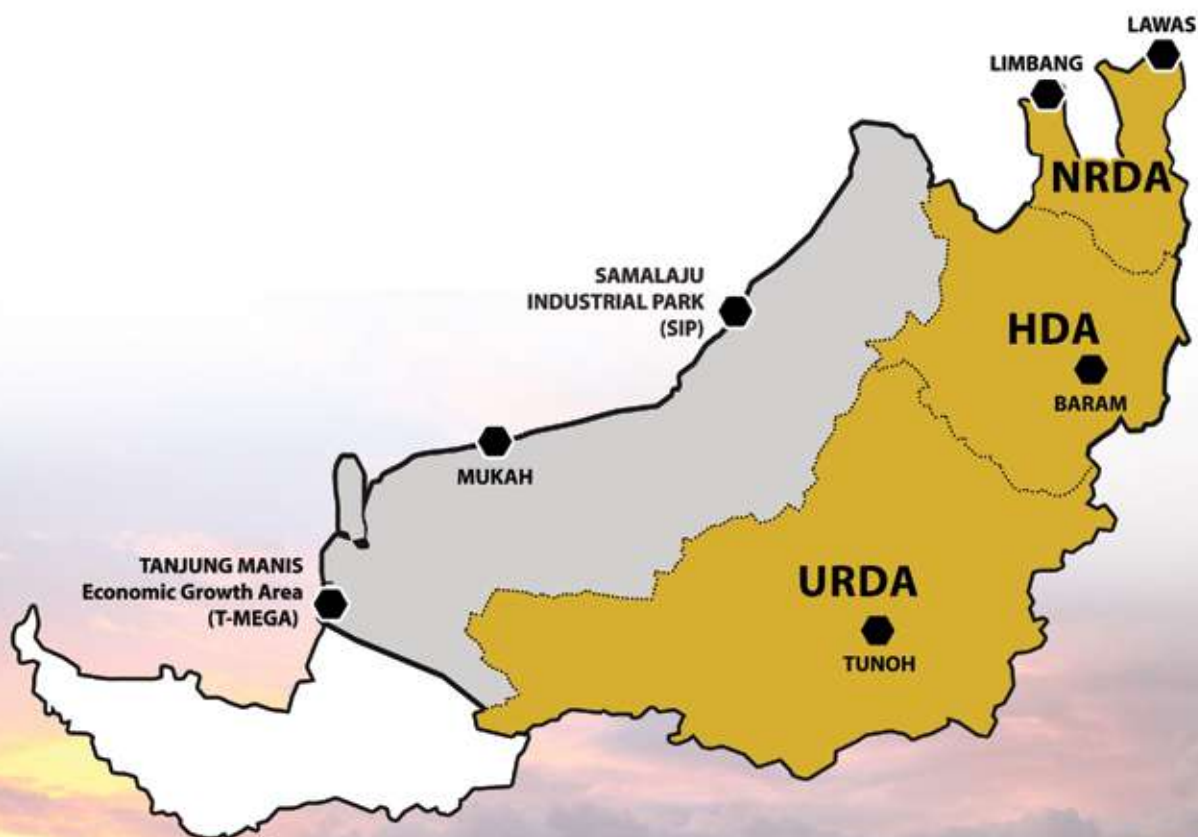 LAWAS
LIMBANG
NRDA
SAMALAJU
INDUSTRIAL PARK
(SIP)
HDA
BARAM
MUKAH
TANJUNG MANIS
Economic Growth Area
(T-MEGA)
URDA
TUNOH